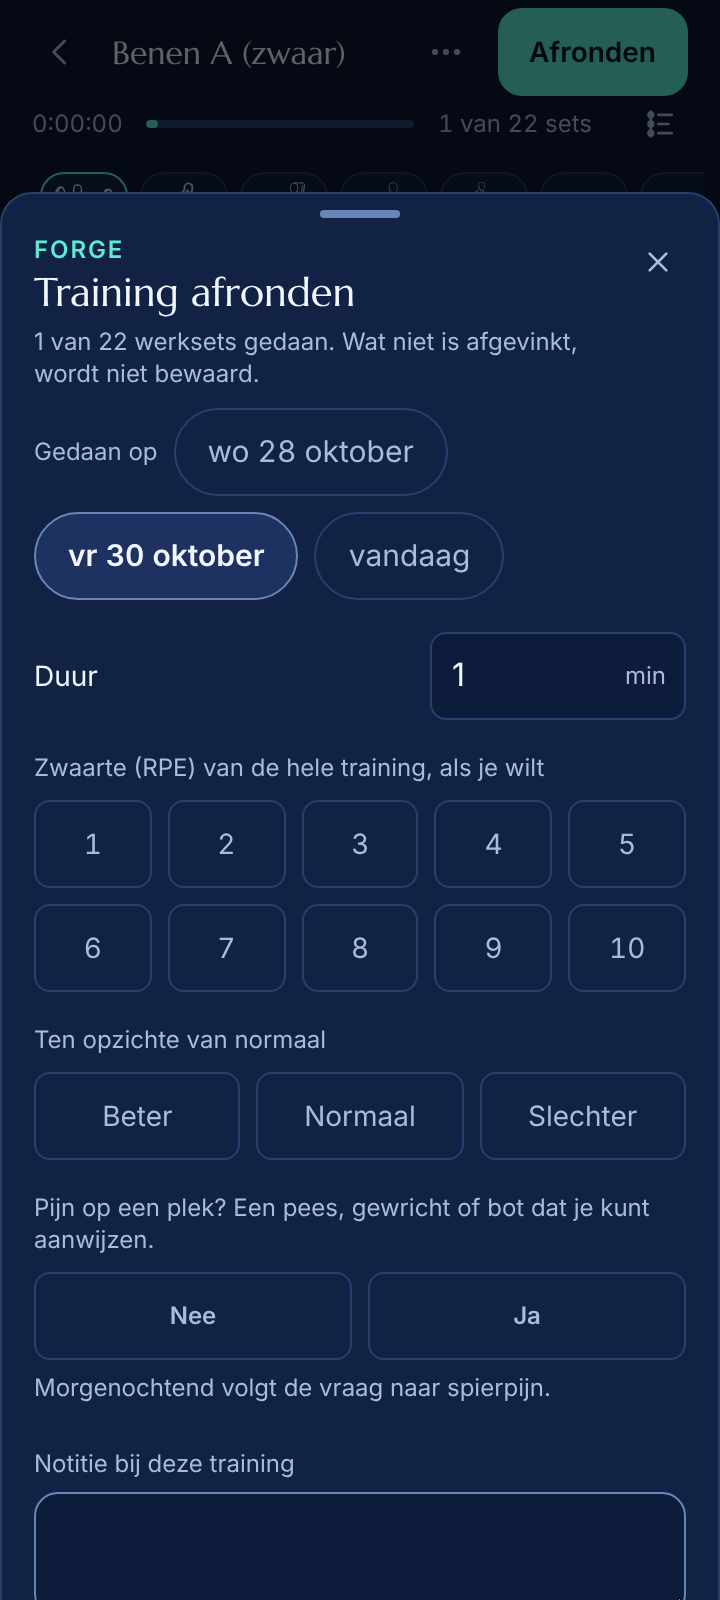 Benen A (zwaar)
Afronden
0:00:00
1 van 22 sets
FORGE
Training afronden
1 van 22 werksets gedaan. Wat niet is afgevinkt,
wordt niet bewaard.
Gedaan op
wo 28 oktober
vr 30 oktober
vandaag
Duur
1
min
Zwaarte (RPE) van de hele training, als je wilt
1
2
3
4
5
6
7
8
9
10
Ten opzichte van normaal
Beter
Normaal
Slechter
Pijn op een plek? Een pees, gewricht of bot dat je kunt
aanwijzen.
Nee
Ja
Morgenochtend volgt de vraag naar spierpijn.
Notitie bij deze training